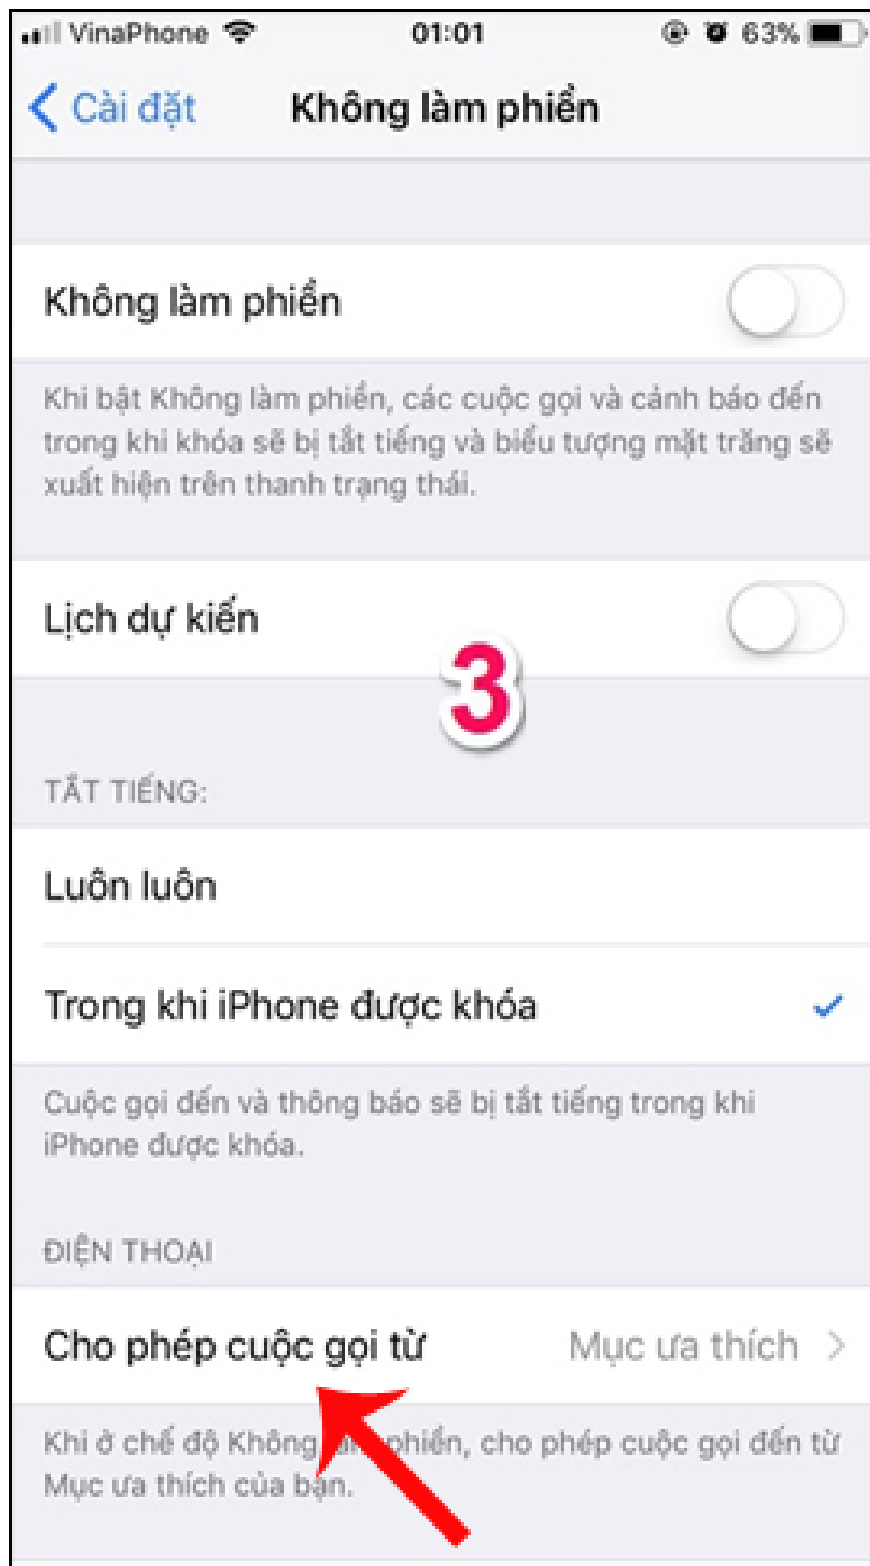 VinaPhone 01:01 63%
Cài đặt Không làm phiền
Không làm phiền
Khi bật Không làm phiền, các cuộc gọi và cảnh báo đến
trong khi khóa sẽ bị tắt tiếng và biểu tượng mặt trăng sẽ
xuất hiện trên thanh trạng thái.
Lịch dự kiến
3
TẮT TIẾNG:
Luôn luôn
Trong khi iPhone được khóa
Cuộc gọi đến và thông báo sẽ bị tắt tiếng trong khi
iPhone được khóa.
ĐIỆN THOẠI
Cho phép cuộc gọi từ Mục ưa thích
Khi ở chế độ Không phiền, cho phép cuộc gọi đến từ
Mục ưa thích của bạn.